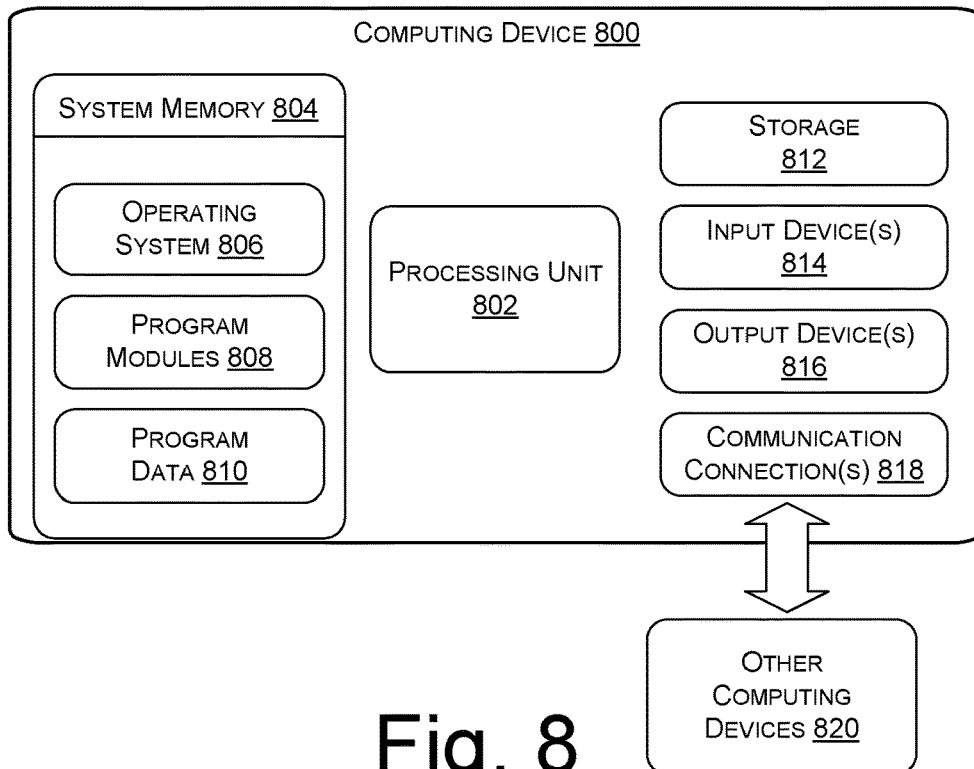 COMPUTING DEVICE 800
SYSTEM MEMORY 804
OPERATING
SYSTEM 806
PROGRAM
MODULES 808
PROGRAM
DATA 810
PROCESSING UNIT
802
STORAGE
812
INPUT DEVICE(S)
814
OUTPUT DEVICE(S)
816
COMMUNICATION
CONNECTION(S) 818
OTHER
COMPUTING
DEVICES 820
Fig. 8